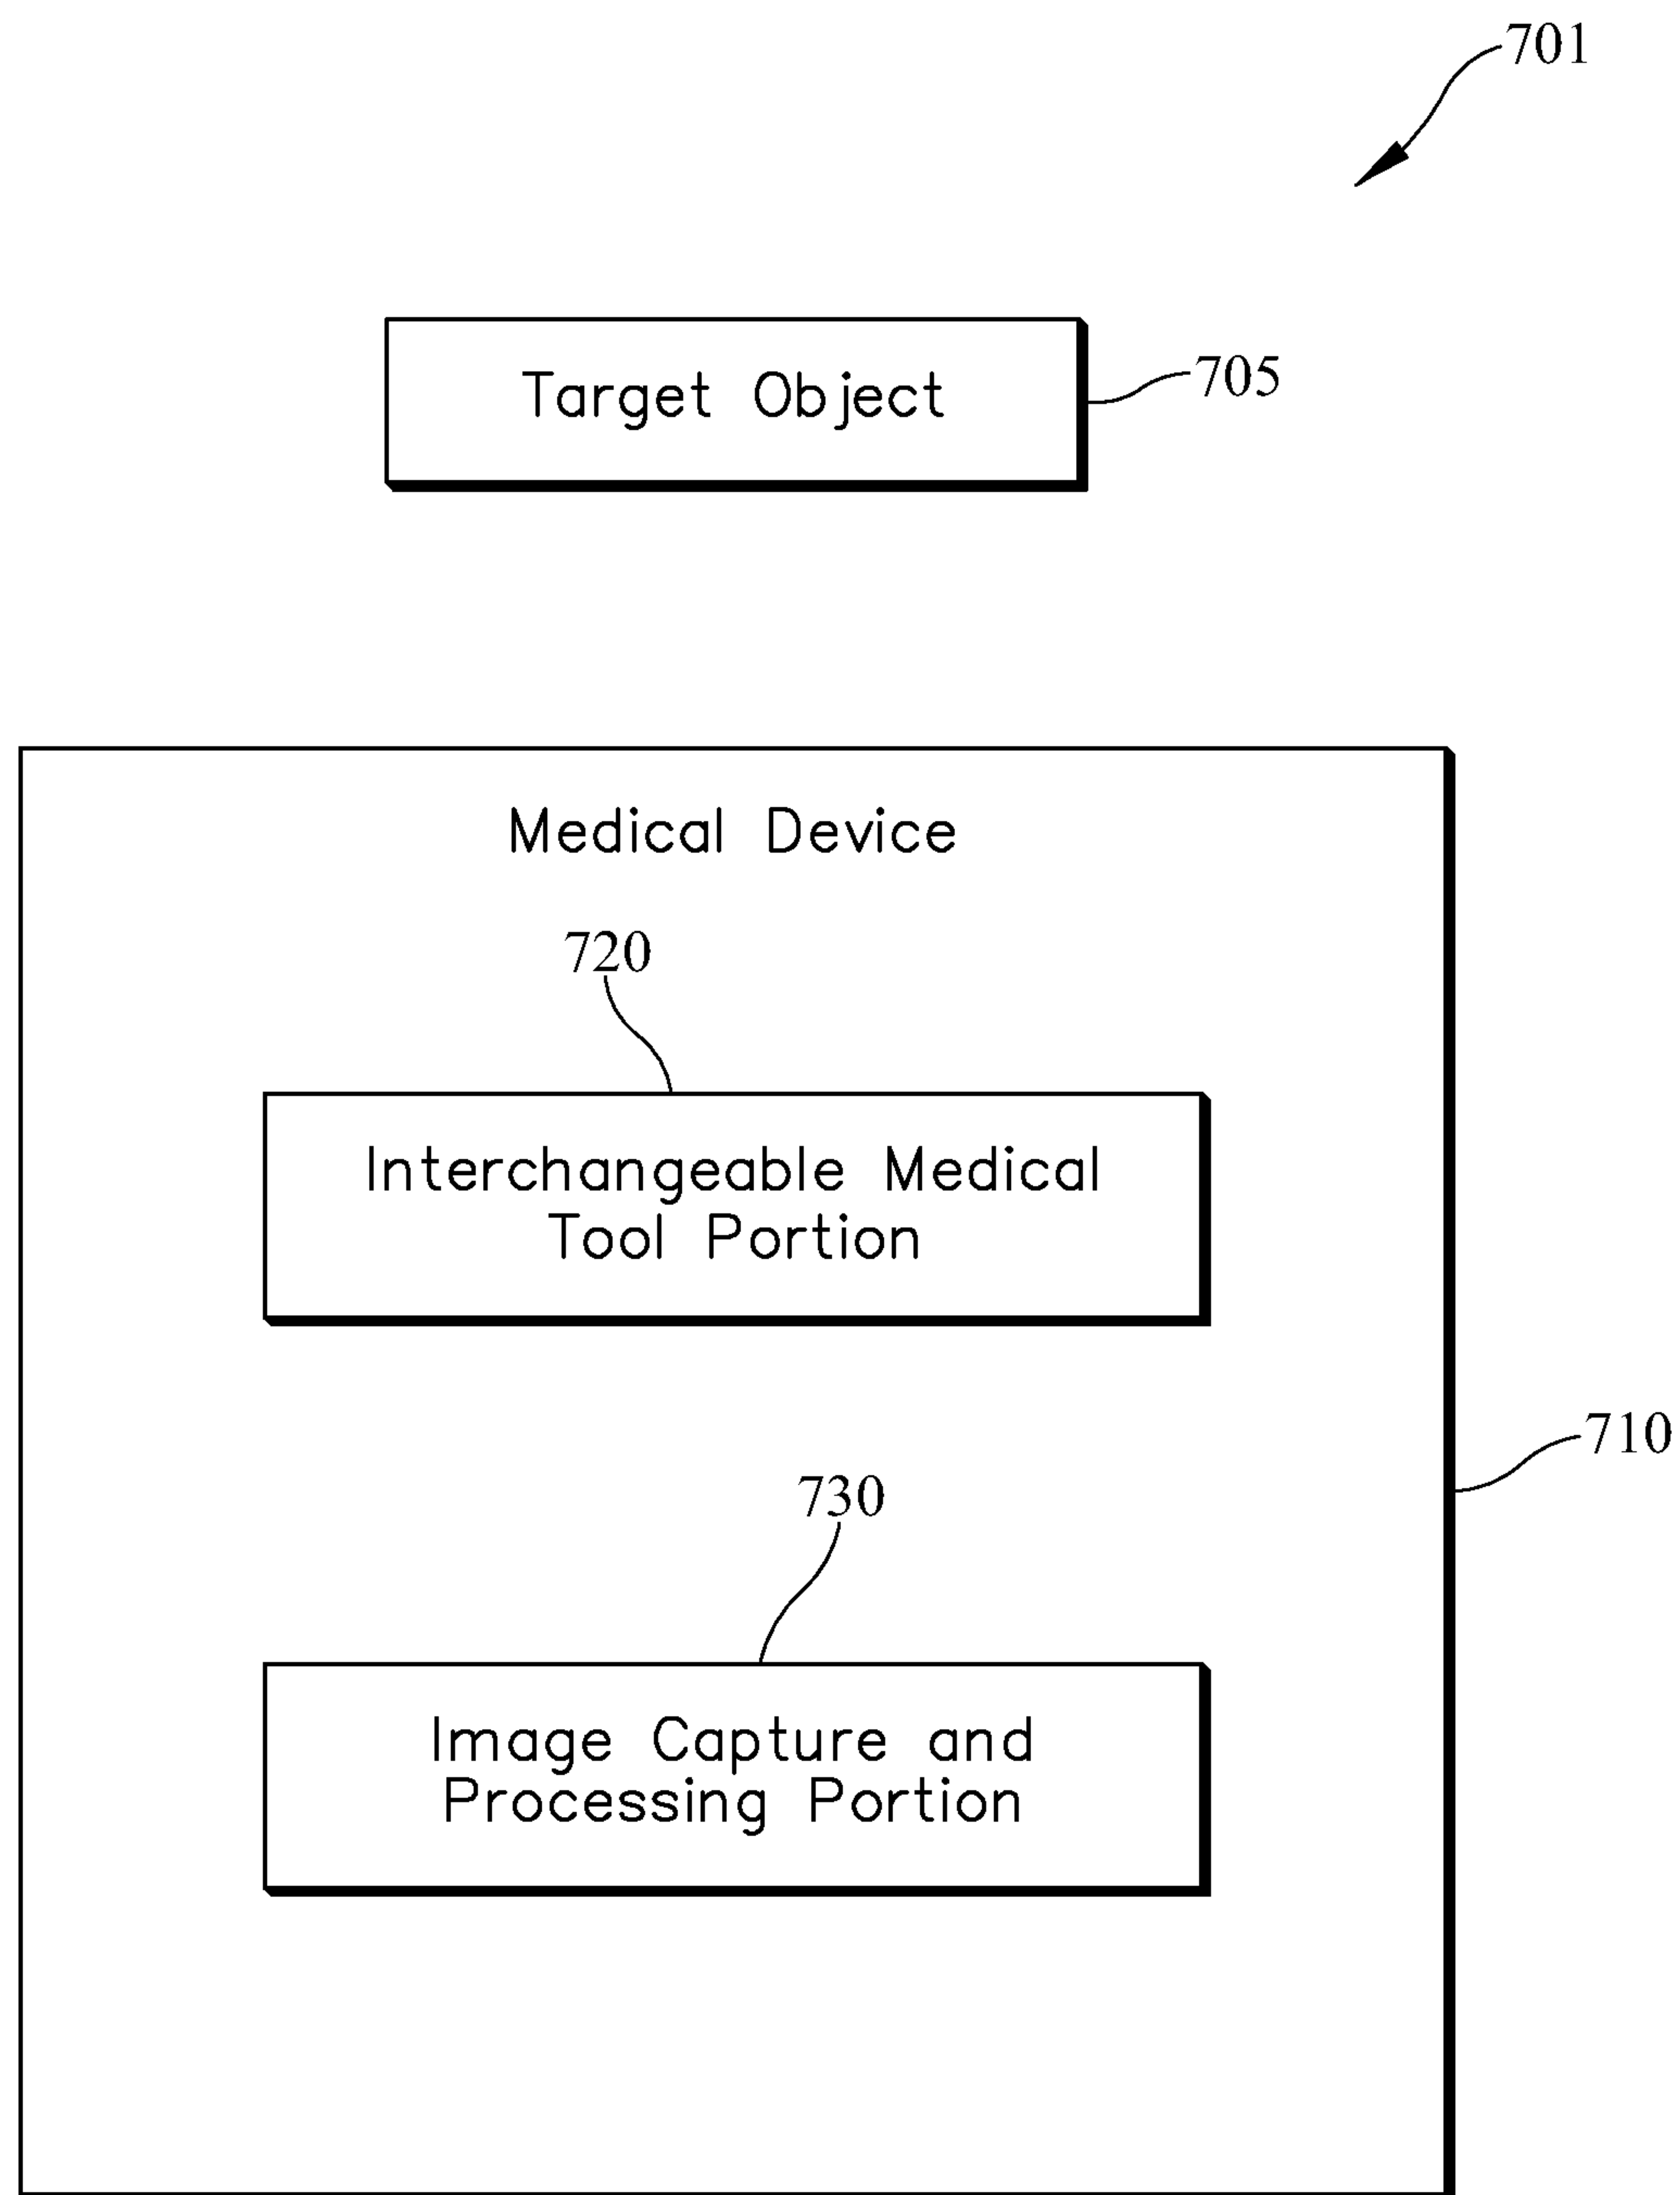 701
Target Object
705
Medical Device
720
Interchangeable Medical
Tool Portion
710
730
Image Capture and
Processing Portion